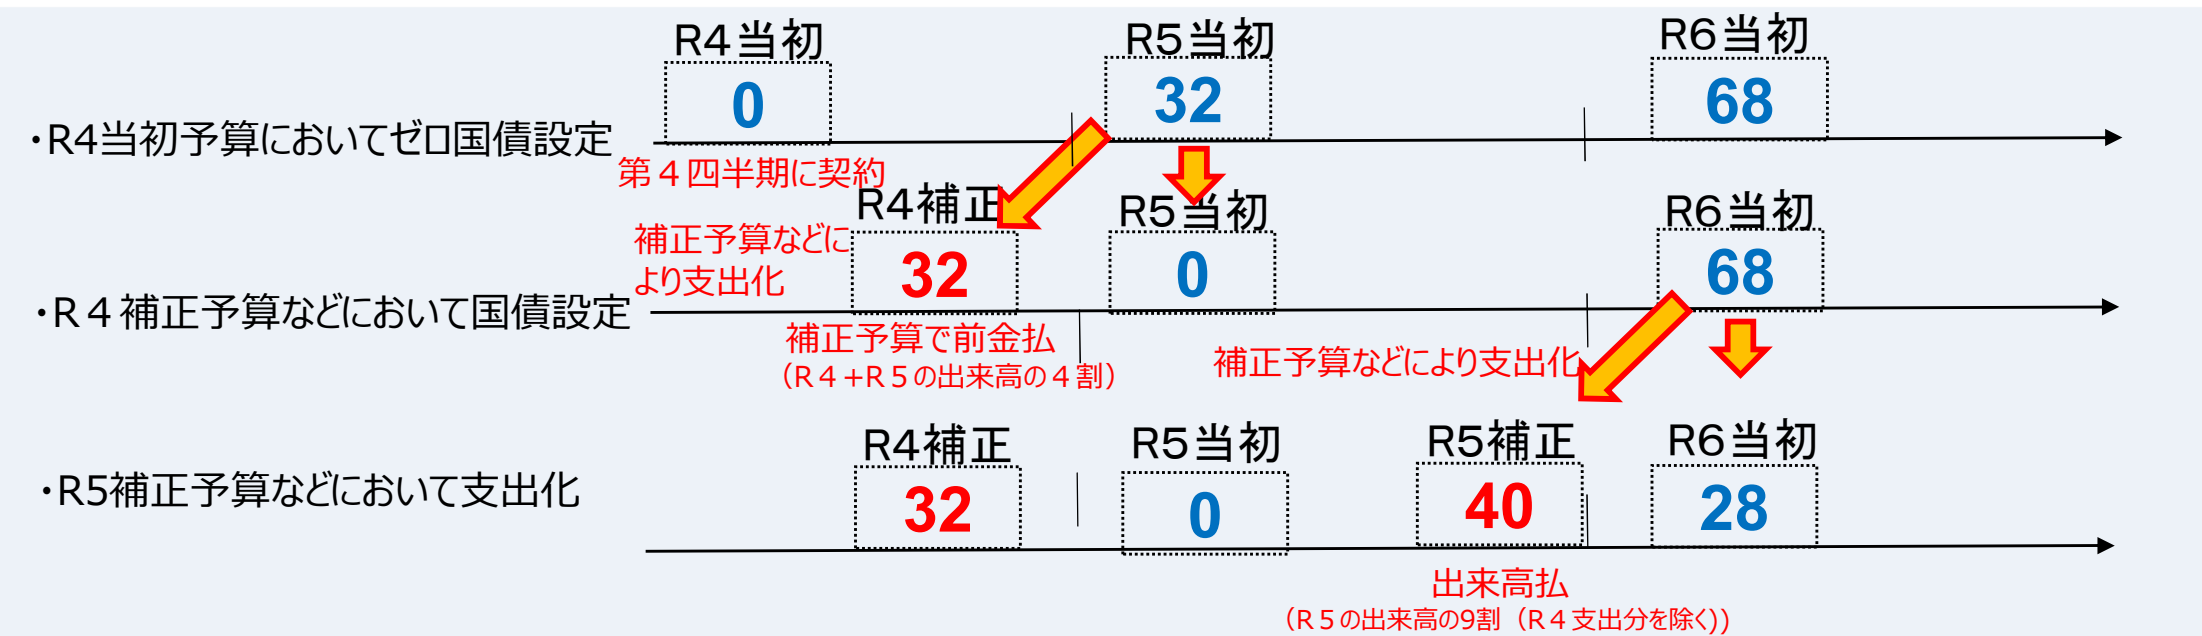 R4当初 R5当初 R6当初
0 32 68
・R4当初予算においてゼロ国債設定
第４四半期に契約
R4補正 R5当初 R6当初
補正予算などに
より支出化
32 0 68
・R４補正予算などにおいて国債設定
補正予算で前金払
（R４+R５の出来高の４割）
補正予算などにより支出化
R4補正 R5当初 R5補正 R6当初
・R5補正予算などにおいて支出化
32 0 40 28
出来高払
（R５の出来高の9割（R４支出分を除く))